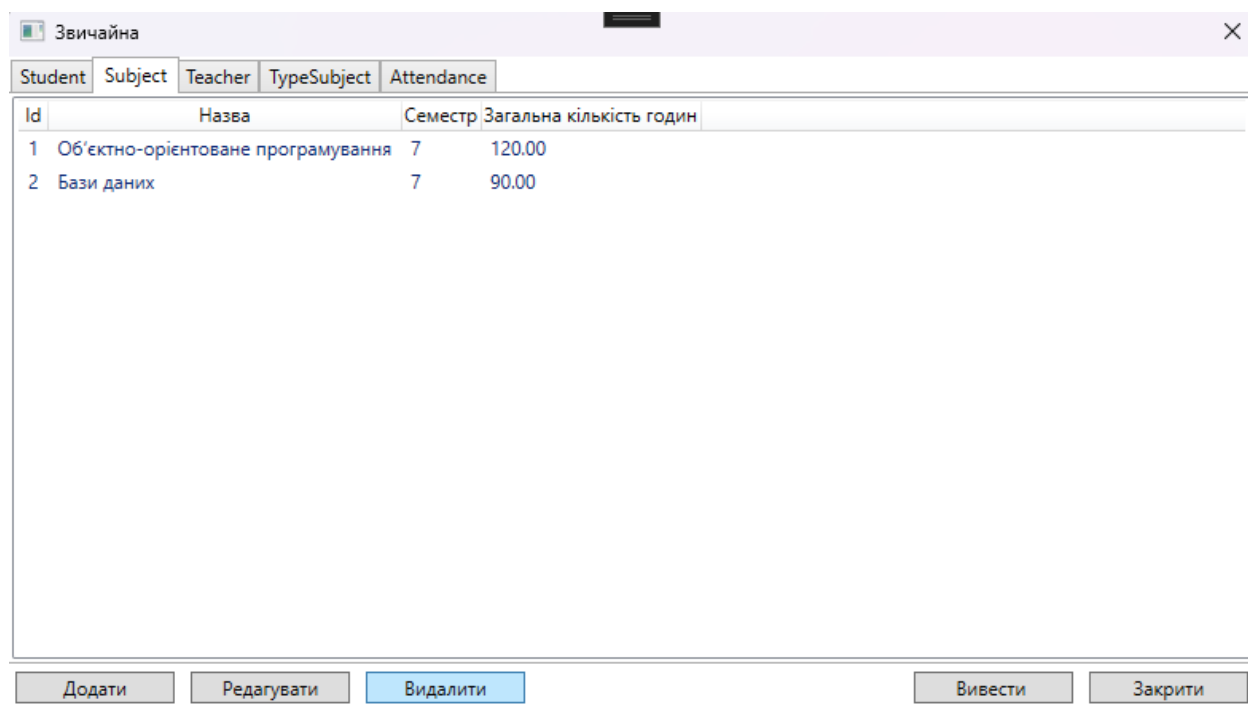 Звичайна
Student Subject Teacher TypeSubject Attendance
Id Назва Семестр Загальна кількість годин
1 Об’єктно-орієнтоване програмування 7 120.00
2 Бази даних 7 90.00
Додати Редагувати Видалити Вивести Закрити